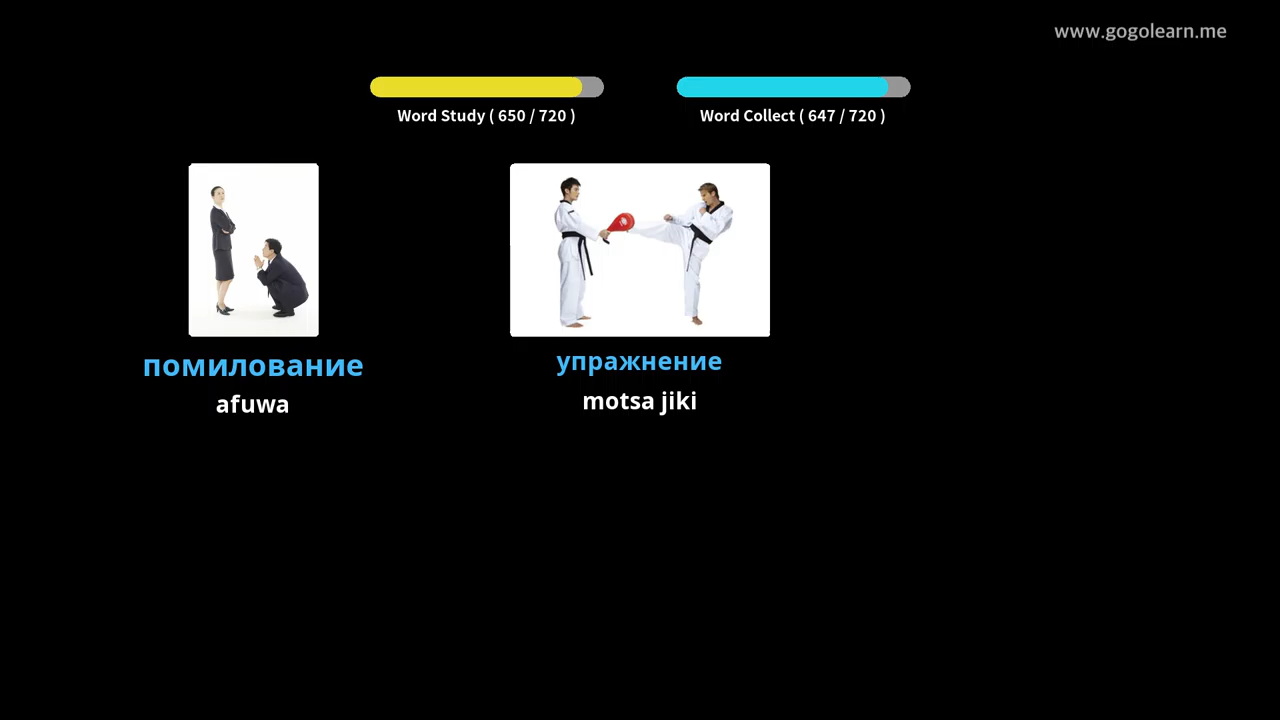 www.gogolearn.me
Word Study ( 650 / 720 )
Word Collect ( 647 / 720 )
помилование
afuwa
упражнение
motsa jiki